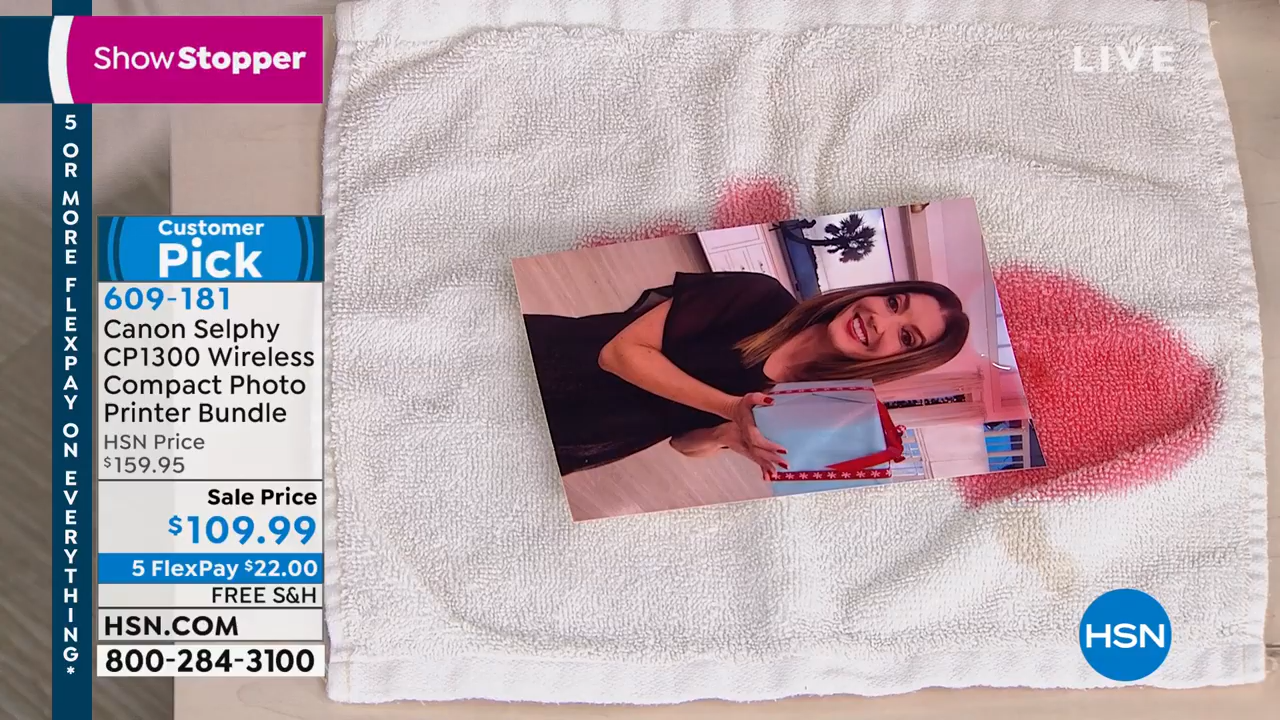 ShowStopper
LIVE
5 OR MORE FLEXPAY ON EVERYTHING*
Customer
Pick
609-181
Canon Selphy
CP1300 Wireless
Compact Photo
Printer Bundle
HSN Price
$159.95
Sale Price
$109.99
5 FlexPay $22.00
FREE S&H
HSN.COM
800-284-3100
HSN